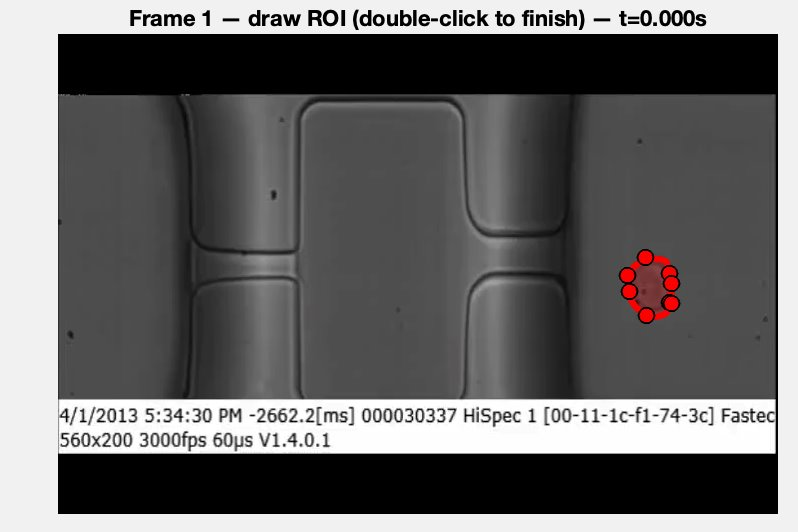 Frame 1 — draw ROI (double-click to finish) — t=0.000s
4/1/2013 5:34:30 PM -2662.2[ms] 000030337 HiSpec 1 [00-11-1c-f1-74-3c] Fastec
560x200 3000fps 60µs V1.4.0.1